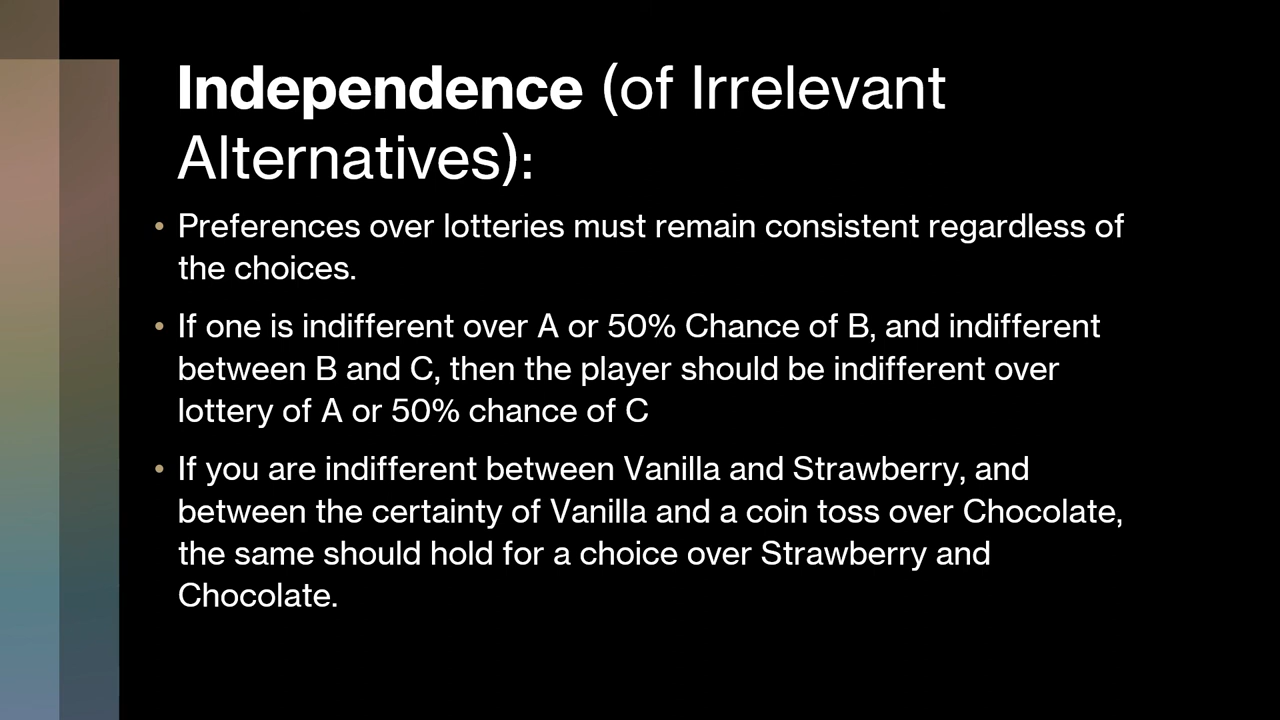 Independence (of Irrelevant
Alternatives):
• Preferences over lotteries must remain consistent regardless of
the choices.
• If one is indifferent over A or 50% Chance of B, and indifferent
between B and C, then the player should be indifferent over
lottery of A or 50% chance of C
• If you are indifferent between Vanilla and Strawberry, and
between the certainty of Vanilla and a coin toss over Chocolate,
the same should hold for a choice over Strawberry and
Chocolate.